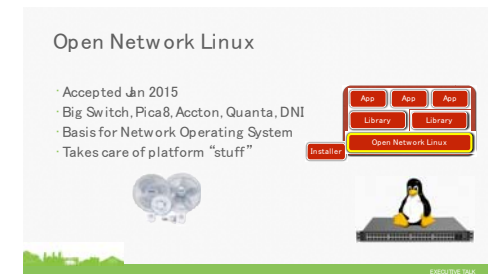 Open Network Linux
· Accepted Jan 2015
· Big Switch, Pica8, Accton, Quanta, DNI
· Basis for Network Operating System
· Takes care of platform “stuff”
App App App
Library Library
Open Network Linux
Installer
EXECUTIVE TALK